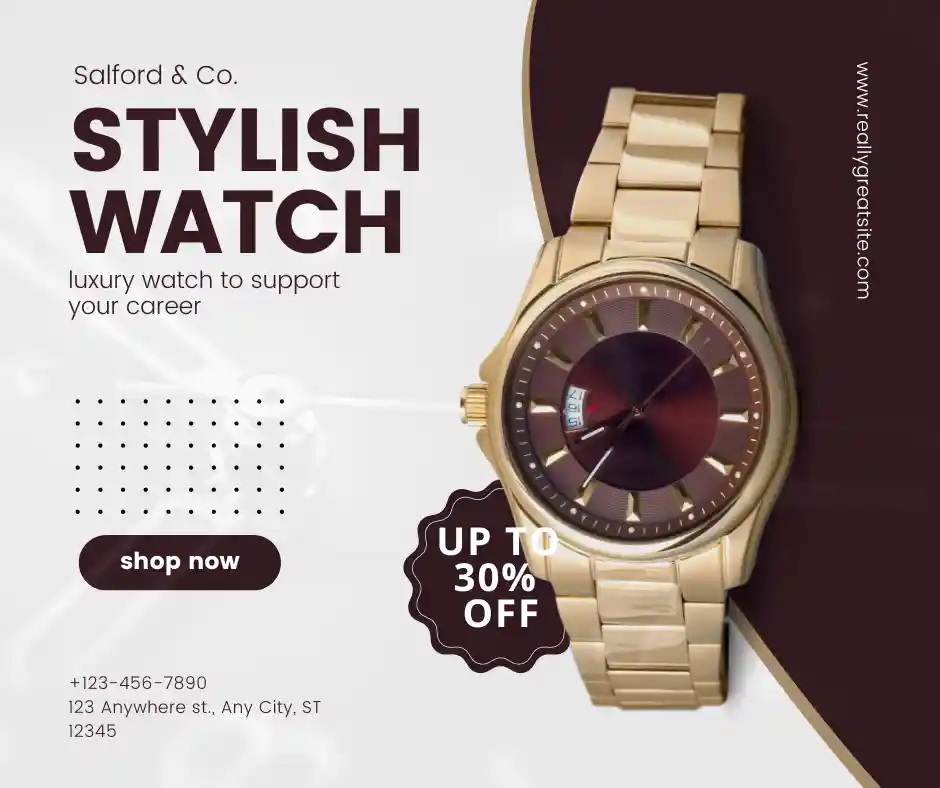 Salford & Co.
STYLISH
WATCH
luxury watch to support
your career
shop now
UP TO
30%
OFF
+123-456-7890
123 Anywhere st., Any City, ST
12345
www.reallygreatsite.com